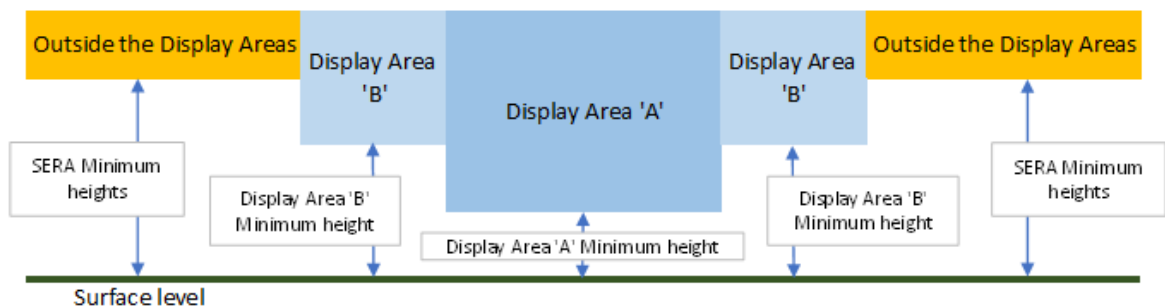 Outside the Display Areas
Display Area
'B'
Display Area 'A'
Display Area
'B'
Outside the Display Areas
SERA Minimum
heights
Display Area 'B'
Minimum height
Display Area 'A' Minimum height
Display Area 'B'
Minimum height
SERA Minimum
heights
Surface level